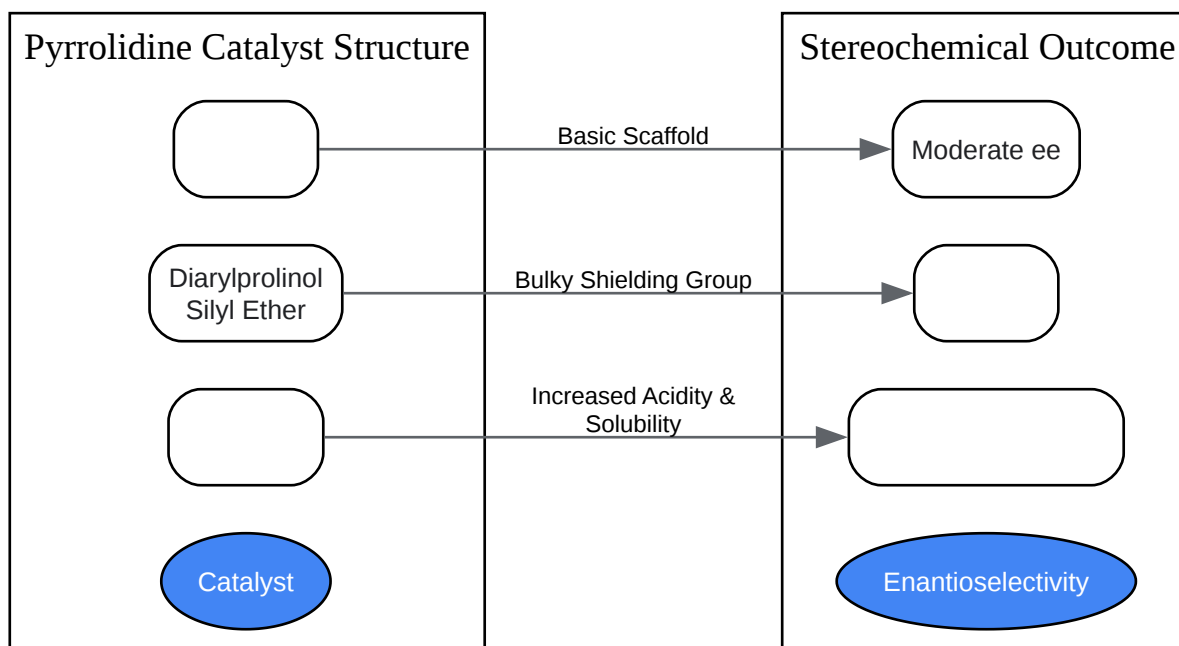 Pyrrolidine Catalyst Structure
Stereochemical Outcome
Basic Scaffold
Moderate ee
Diarylprolinol
Silyl Ether
Bulky Shielding Group
Increased Acidity &
Solubility
Catalyst
Enantioselectivity